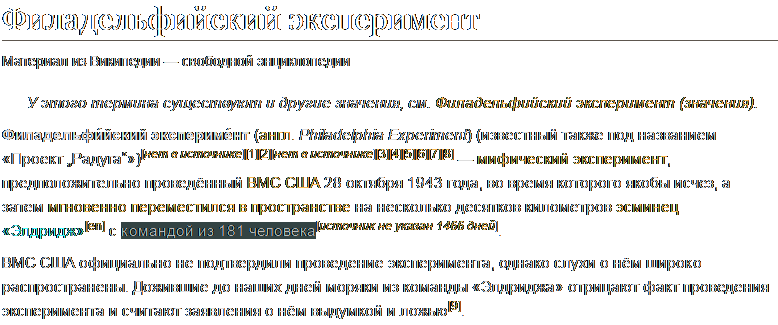 Филадельфийский эксперимент
Материал из Википедии — свободной энциклопедии
У этого термина существуют и другие значения, см. Филадельфийский эксперимент (значения).
Филадельфи́йский экспериме́нт (англ. Philadelphia Experiment) (известный также под названием
«Проект „Радуга“»)[нет в источнике][1][2][нет в источнике][3][4][5][6][7][8] — мифический эксперимент,
предположительно проведённый ВМС США 28 октября 1943 года, во время которого якобы исчез, а
затем мгновенно переместился в пространстве на несколько десятков километров эсминец
«Элдридж»[en] с командой из 181 человека[источник не указан 1466 дней].
ВМС США официально не подтвердили проведение эксперимента, однако слухи о нём широко
распространены. Дожившие до наших дней моряки из команды «Элдриджа» отрицают факт проведения
эксперимента и считают заявления о нём выдумкой и ложью[9].